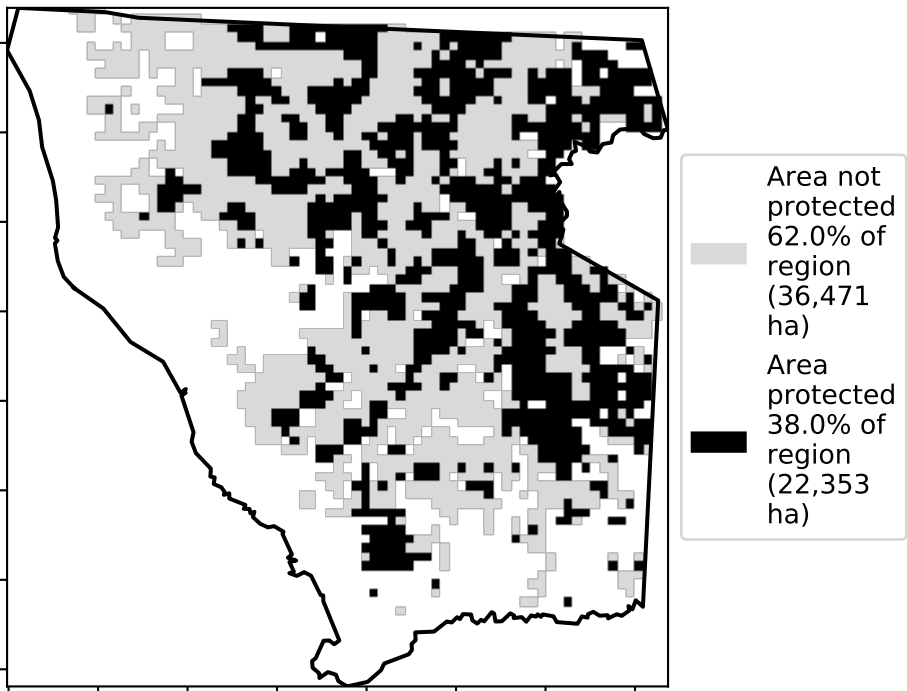 Area not
protected
62.0% of
region
(36,471
ha)
Area
protected
38.0% of
region
(22,353
ha)